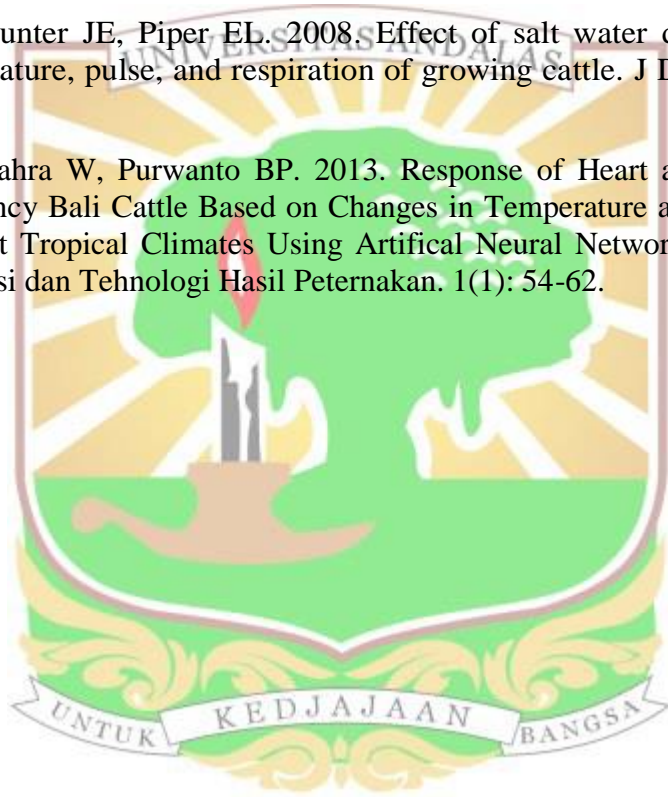 unter JE, Piper EL. 2008. Effect of salt water
UNIVERSITAS ANDALAS
ature, pulse, and respiration of growing cattle. J
ahra W, Purwanto BP. 2013. Response of Heart
ncy Bali Cattle Based on Changes in Temperature
t Tropical Climates Using Artifical Neural Networ
si dan Tehnologi Hasil Peternakan. 1(1): 54-62.
UNTUK KEDJAJAAN BANGSA